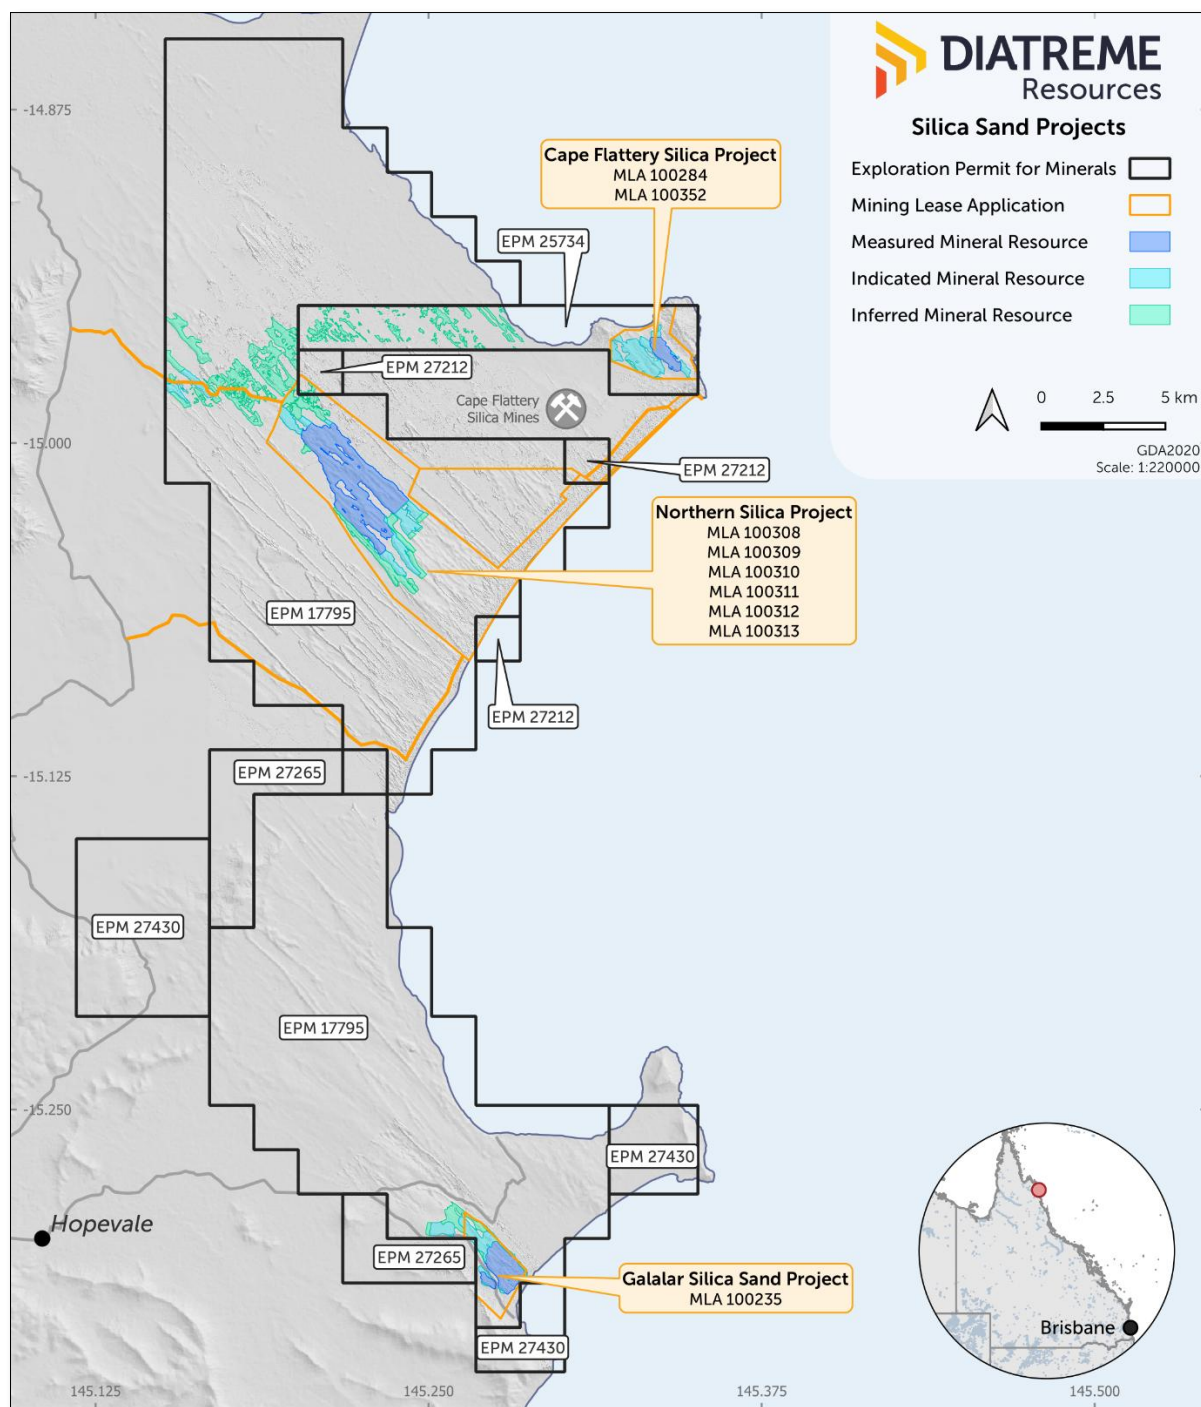 DIATREME
Resources
Silica Sand Projects
Exploration Permit for Minerals
Mining Lease Application
Measured Mineral Resource
Indicated Mineral Resource
Inferred Mineral Resource
0 2.5 5 km
GDA2020
Scale: 1:220000
-14.875
Cape Flattery Silica Project
MLA 100284
MLA 100352
EPM 25734
EPM 27212
Cape Flattery
Silica Mines
-15.000
EPM 27212
Northern Silica Project
MLA 100308
MLA 100309
MLA 100310
MLA 100311
MLA 100312
MLA 100313
EPM 17795
EPM 27212
EPM 27265
-15.125
EPM 27430
EPM 17795
-15.250
EPM 27430
Hopevale
EPM 27265
Galalar Silica Sand Project
MLA 100235
EPM 27430
Brisbane
145.125
145.250
145.375
145.500